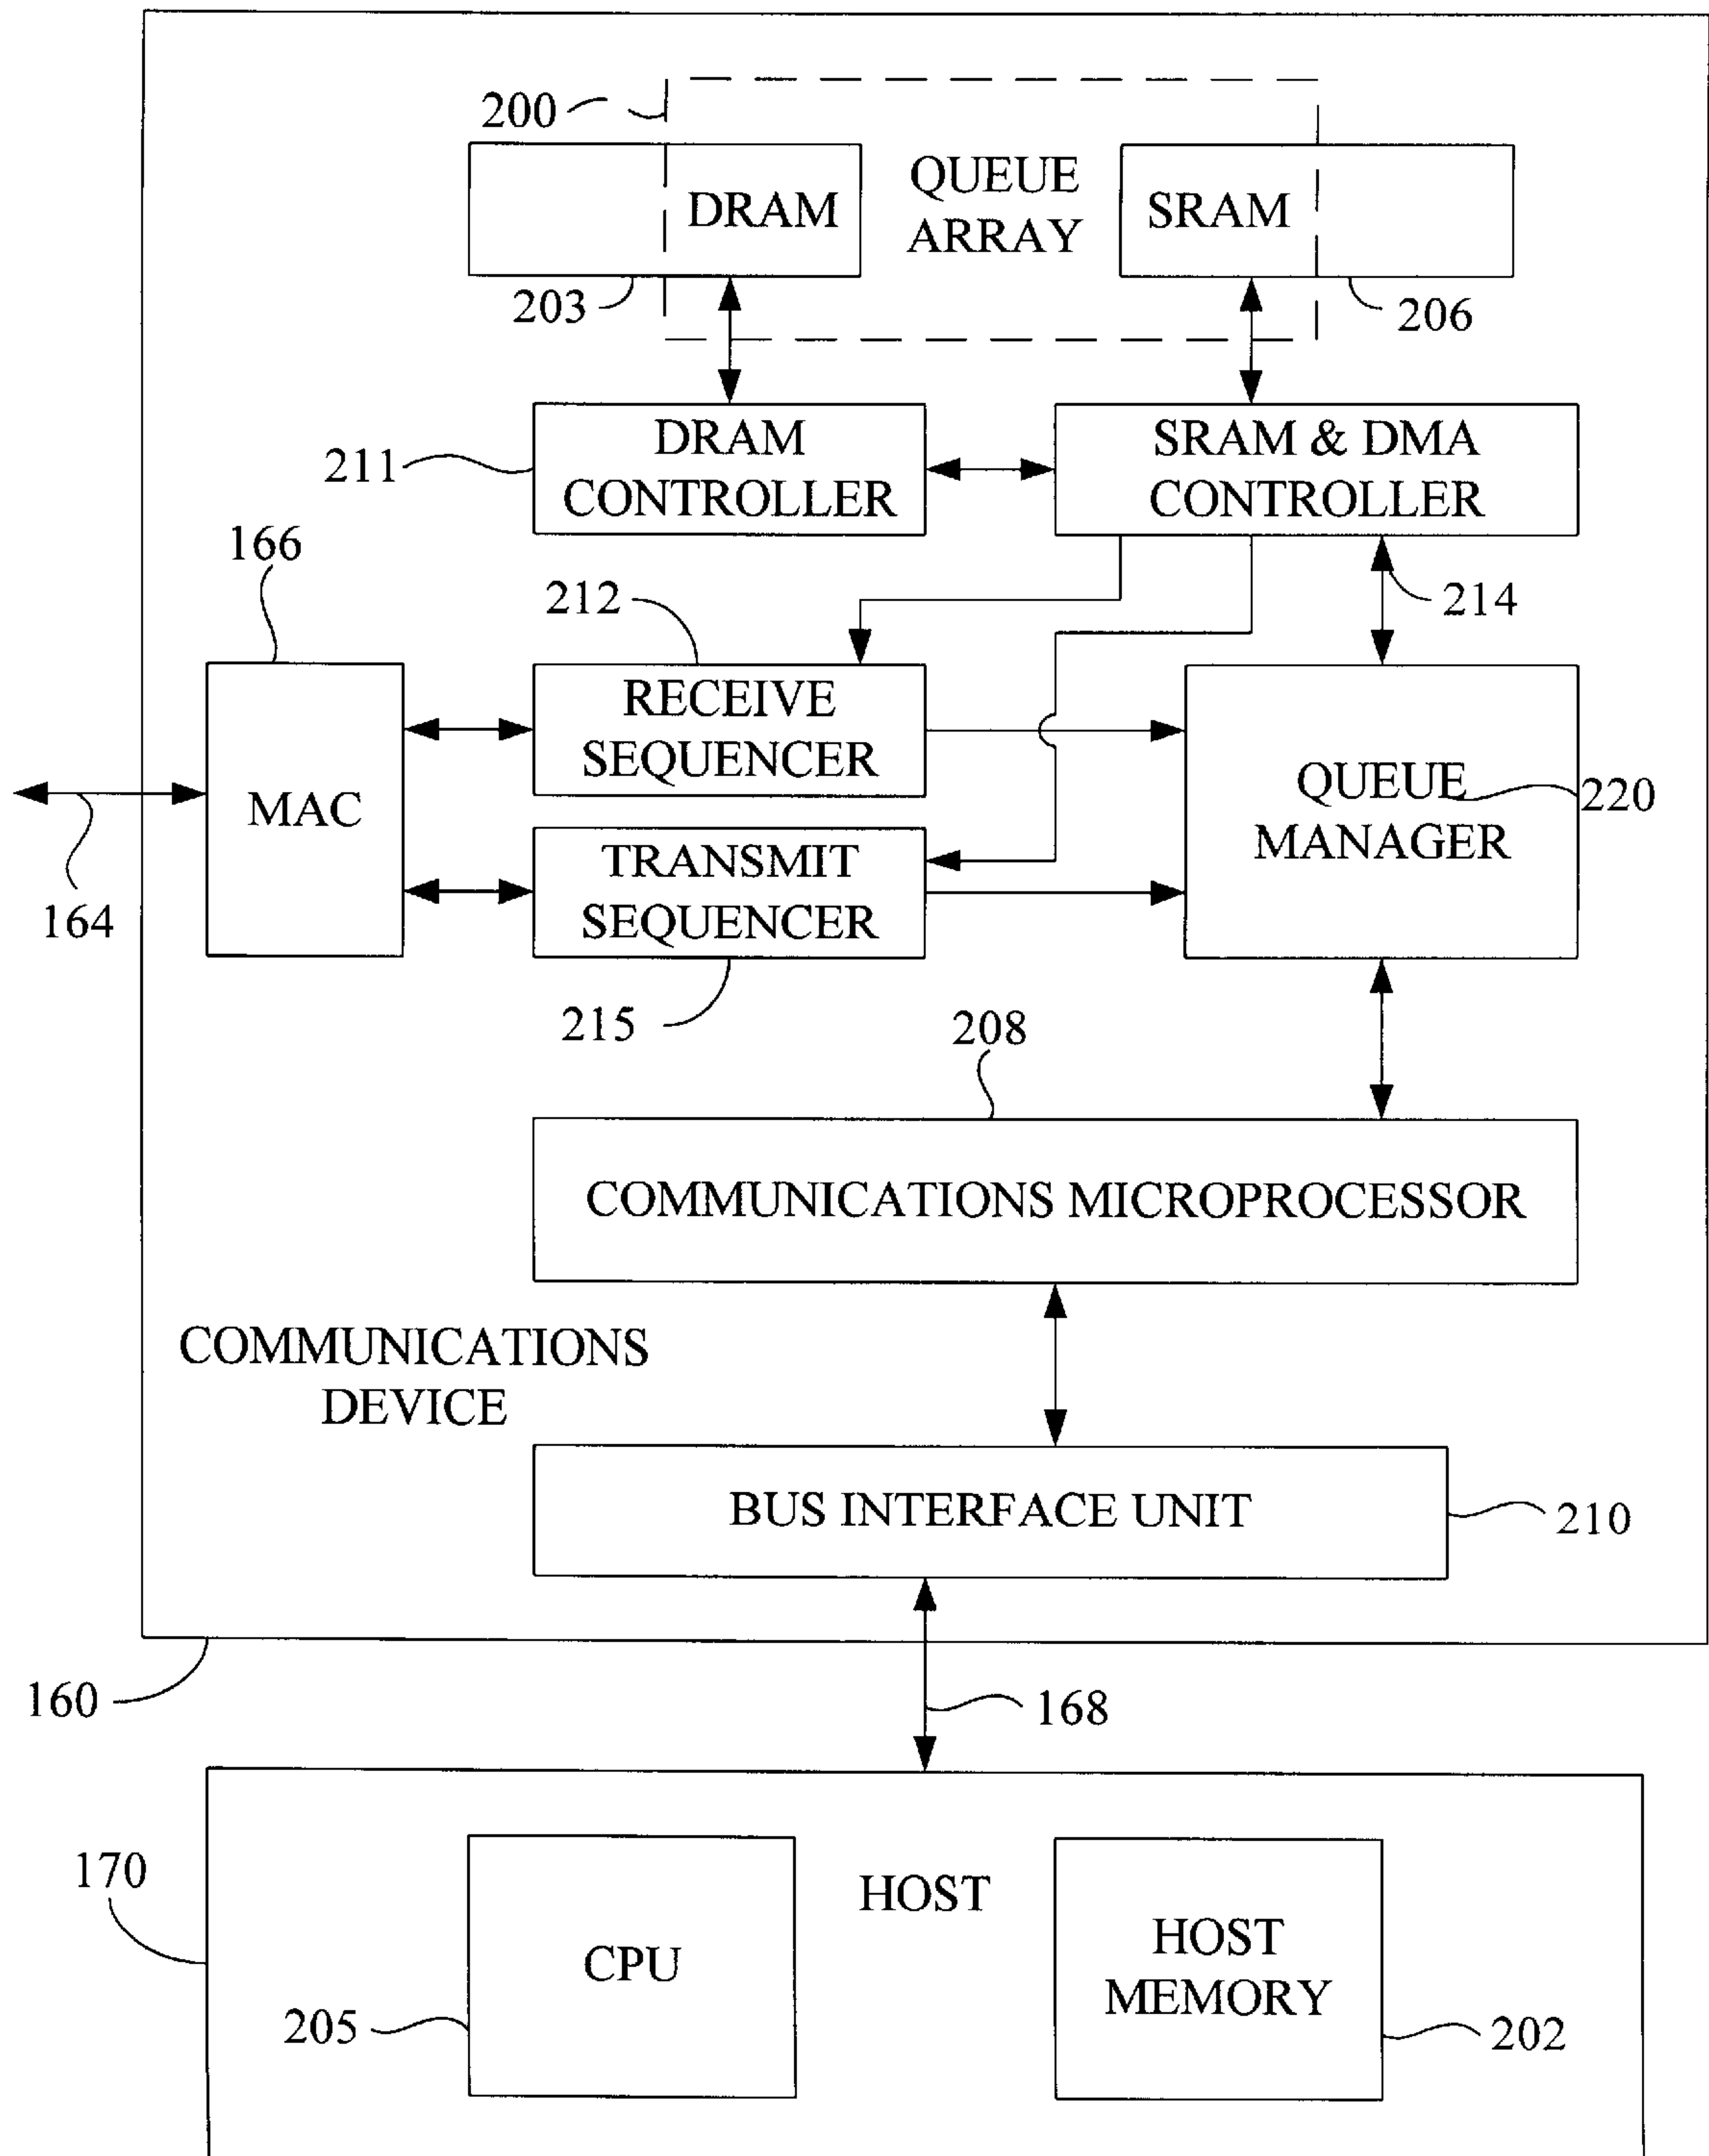 200
QUEUE
ARRAY
DRAM
SRAM
203
206
DRAM
CONTROLLER
SRAM & DMA
CONTROLLER
211
166
212
214
RECEIVE
SEQUENCER
MAC
QUEUE
MANAGER
220
TRANSMIT
SEQUENCER
164
215
208
COMMUNICATIONS MICROPROCESSOR
COMMUNICATIONS
DEVICE
BUS INTERFACE UNIT
210
160
168
170
HOST
CPU
HOST
MEMORY
205
202